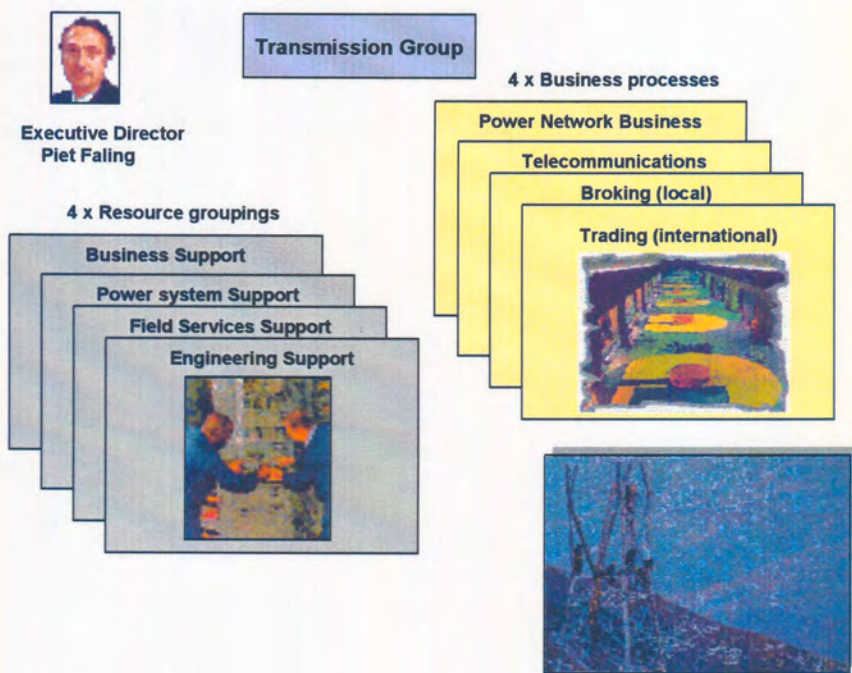 Transmission Group
Executive Director
Piet Faling
4 x Business processes
Power Network Business
Telecommunications
Broking (local)
Trading (international)
4 x Resource groupings
Business Support
Power system Support
Field Services Support
Engineering Support